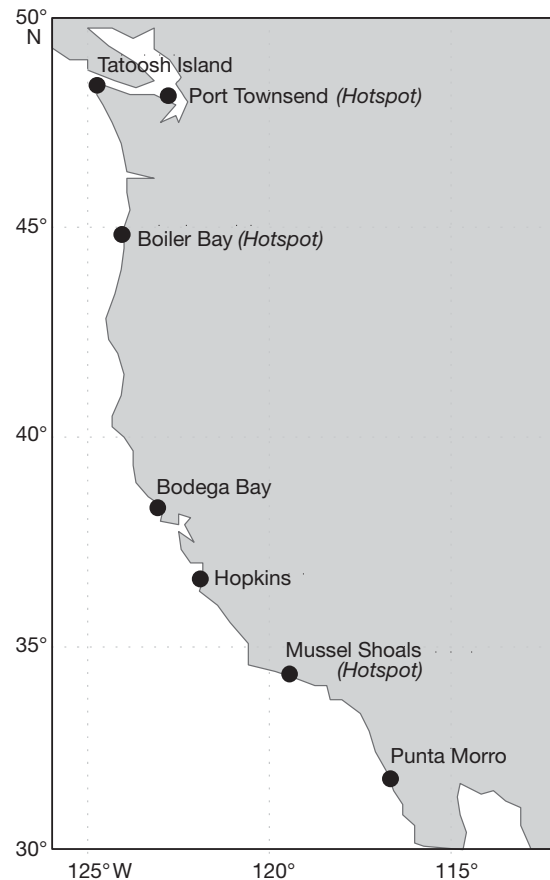 50°
N
Tatoosh Island
Port Townsend (Hotspot)
45°
Boiler Bay (Hotspot)
40°
Bodega Bay
Hopkins
35°
Mussel Shoals
(Hotspot)
Punta Morro
30°
125°W 120° 115°